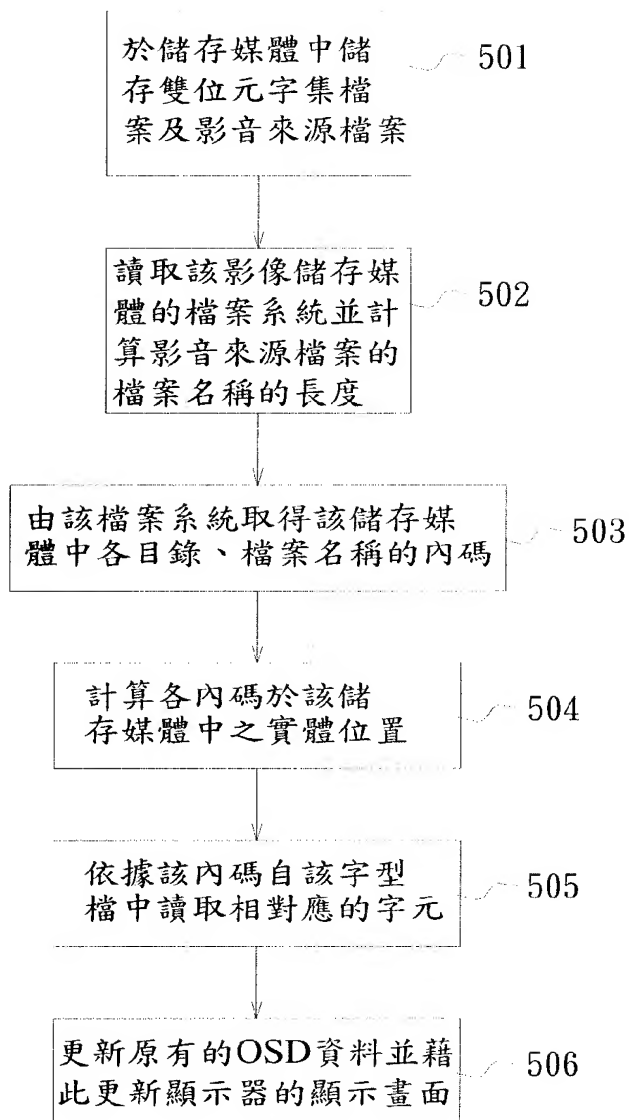 於儲存媒體中儲
存雙位元字集檔
案及影音來源檔案
501
讀取該影像儲存媒
體的檔案系統並計
算影音來源檔案的
檔案名稱的長度
502
由該檔案系統取得該儲存媒
體中各目錄、檔案名稱的內碼
503
計算各內碼於該儲
存媒體中之實體位置
504
依據該內碼自該字型
檔中讀取相對應的字元
505
更新原有的OSD資料並藉
此更新顯示器的顯示畫面
506